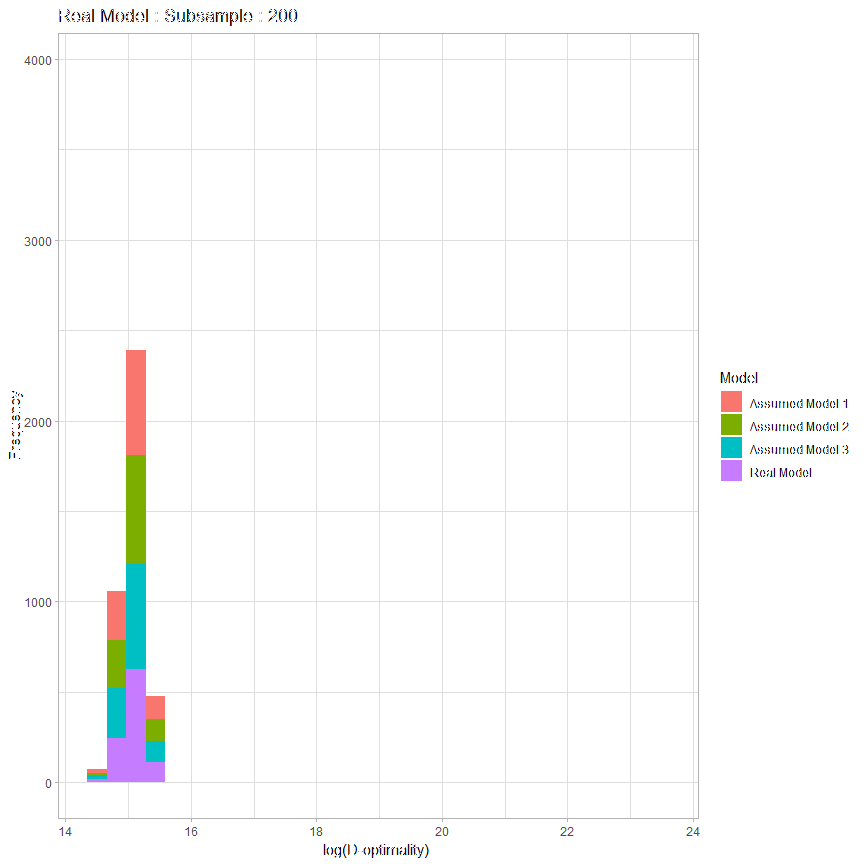 Real Model : Subsample : 200
4000
3000
2000
1000
0
Frequency
14 16 18 20 22 24
log(D-optimality)
Model
Assumed Model 1
Assumed Model 2
Assumed Model 3
Real Model